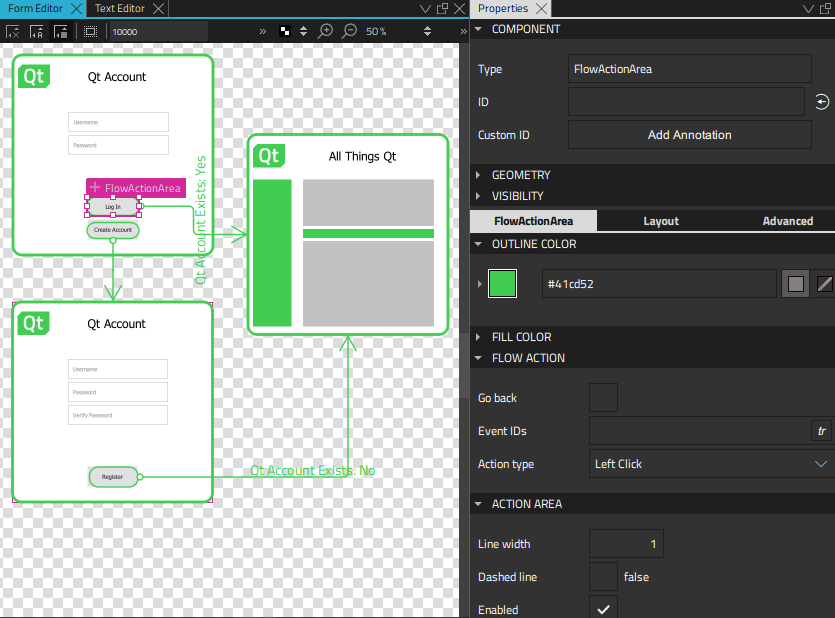 Form Editor
Text Editor
Properties
10000
50 %
Qt
Qt Account
Username
Password
FlowActionArea
Log In
Create Account
Qt Account Exists: Yes
Qt
All Things Qt
Qt
Qt Account
Username
Password
Verify Password
Register
Qt Account Exists: No
COMPONENT
Type
FlowActionArea
ID
Custom ID
Add Annotation
GEOMETRY
VISIBILITY
FlowActionArea
Layout
Advanced
OUTLINE COLOR
#41cd52
FILL COLOR
FLOW ACTION
Go back
Event IDs
tr
Action type
Left Click
ACTION AREA
Line width
1
Dashed line
false
Enabled